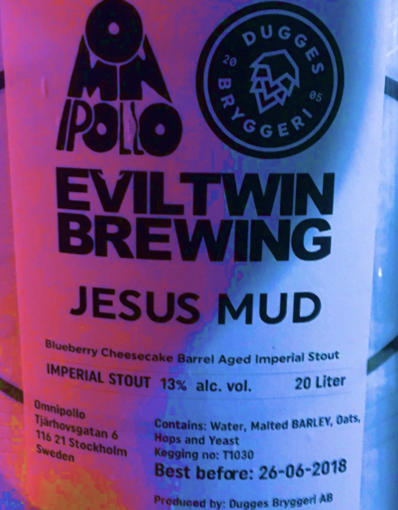 OMNIPOLLO
DUGGES
20 05
BRYGGERI
EVILTWIN
BREWING
JESUS MUD
Blueberry Cheesecake Barrel Aged Imperial Stout
IMPERIAL STOUT 13% alc. vol. 20 Liter
Omnipollo
Tjärhovsgatan 6
116 21 Stockholm
Sweden
Contains: Water, Malted BARLEY, Oats,
Hops and Yeast
Kegging no: T1030
Best before: 26-06-2018
Produced by: Dugges Bryggeri AB